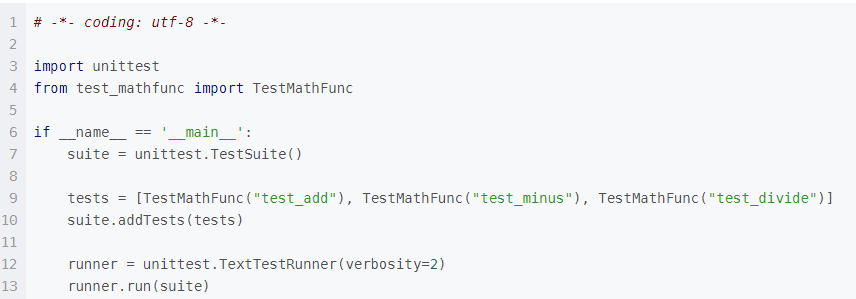 1 # -*- coding: utf-8 -*-
2
3 import unittest
4 from test_mathfunc import TestMathFunc
5
6 if __name__ == '__main__':
7     suite = unittest.TestSuite()
8
9     tests = [TestMathFunc("test_add"), TestMathFunc("test_minus"), TestMathFunc("test_divide")]
10     suite.addTests(tests)
11
12     runner = unittest.TextTestRunner(verbosity=2)
13     runner.run(suite)